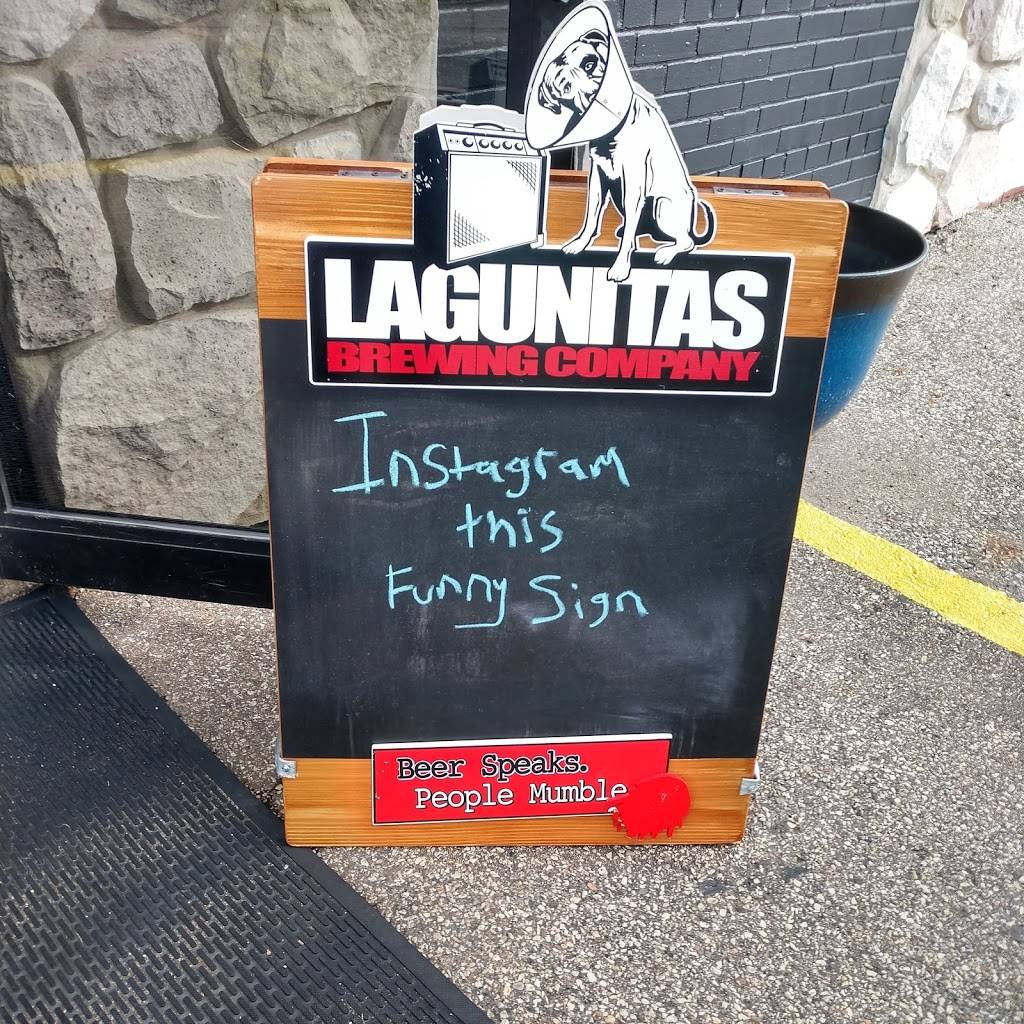 LAGUNITAS
BREWING COMPANY
Instagram
this
Funny Sign
Beer Speaks.
People Mumble